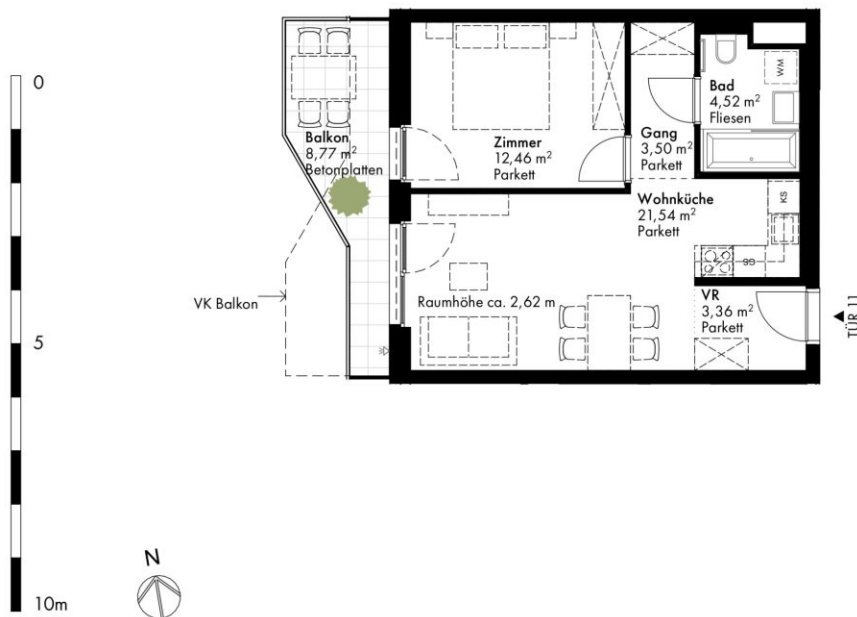 0
5
10m
N
Balkon
8,77 m²
Betonplatten
VK Balkon
Zimmer
12,46 m²
Parkett
Gang
3,50 m²
Parkett
Bad
4,52 m²
Fliesen
WM
Wohnküche
21,54 m²
Parkett
KS
GS
Raumhöhe ca. 2,62 m
VR
3,36 m²
Parkett
TÜR 11